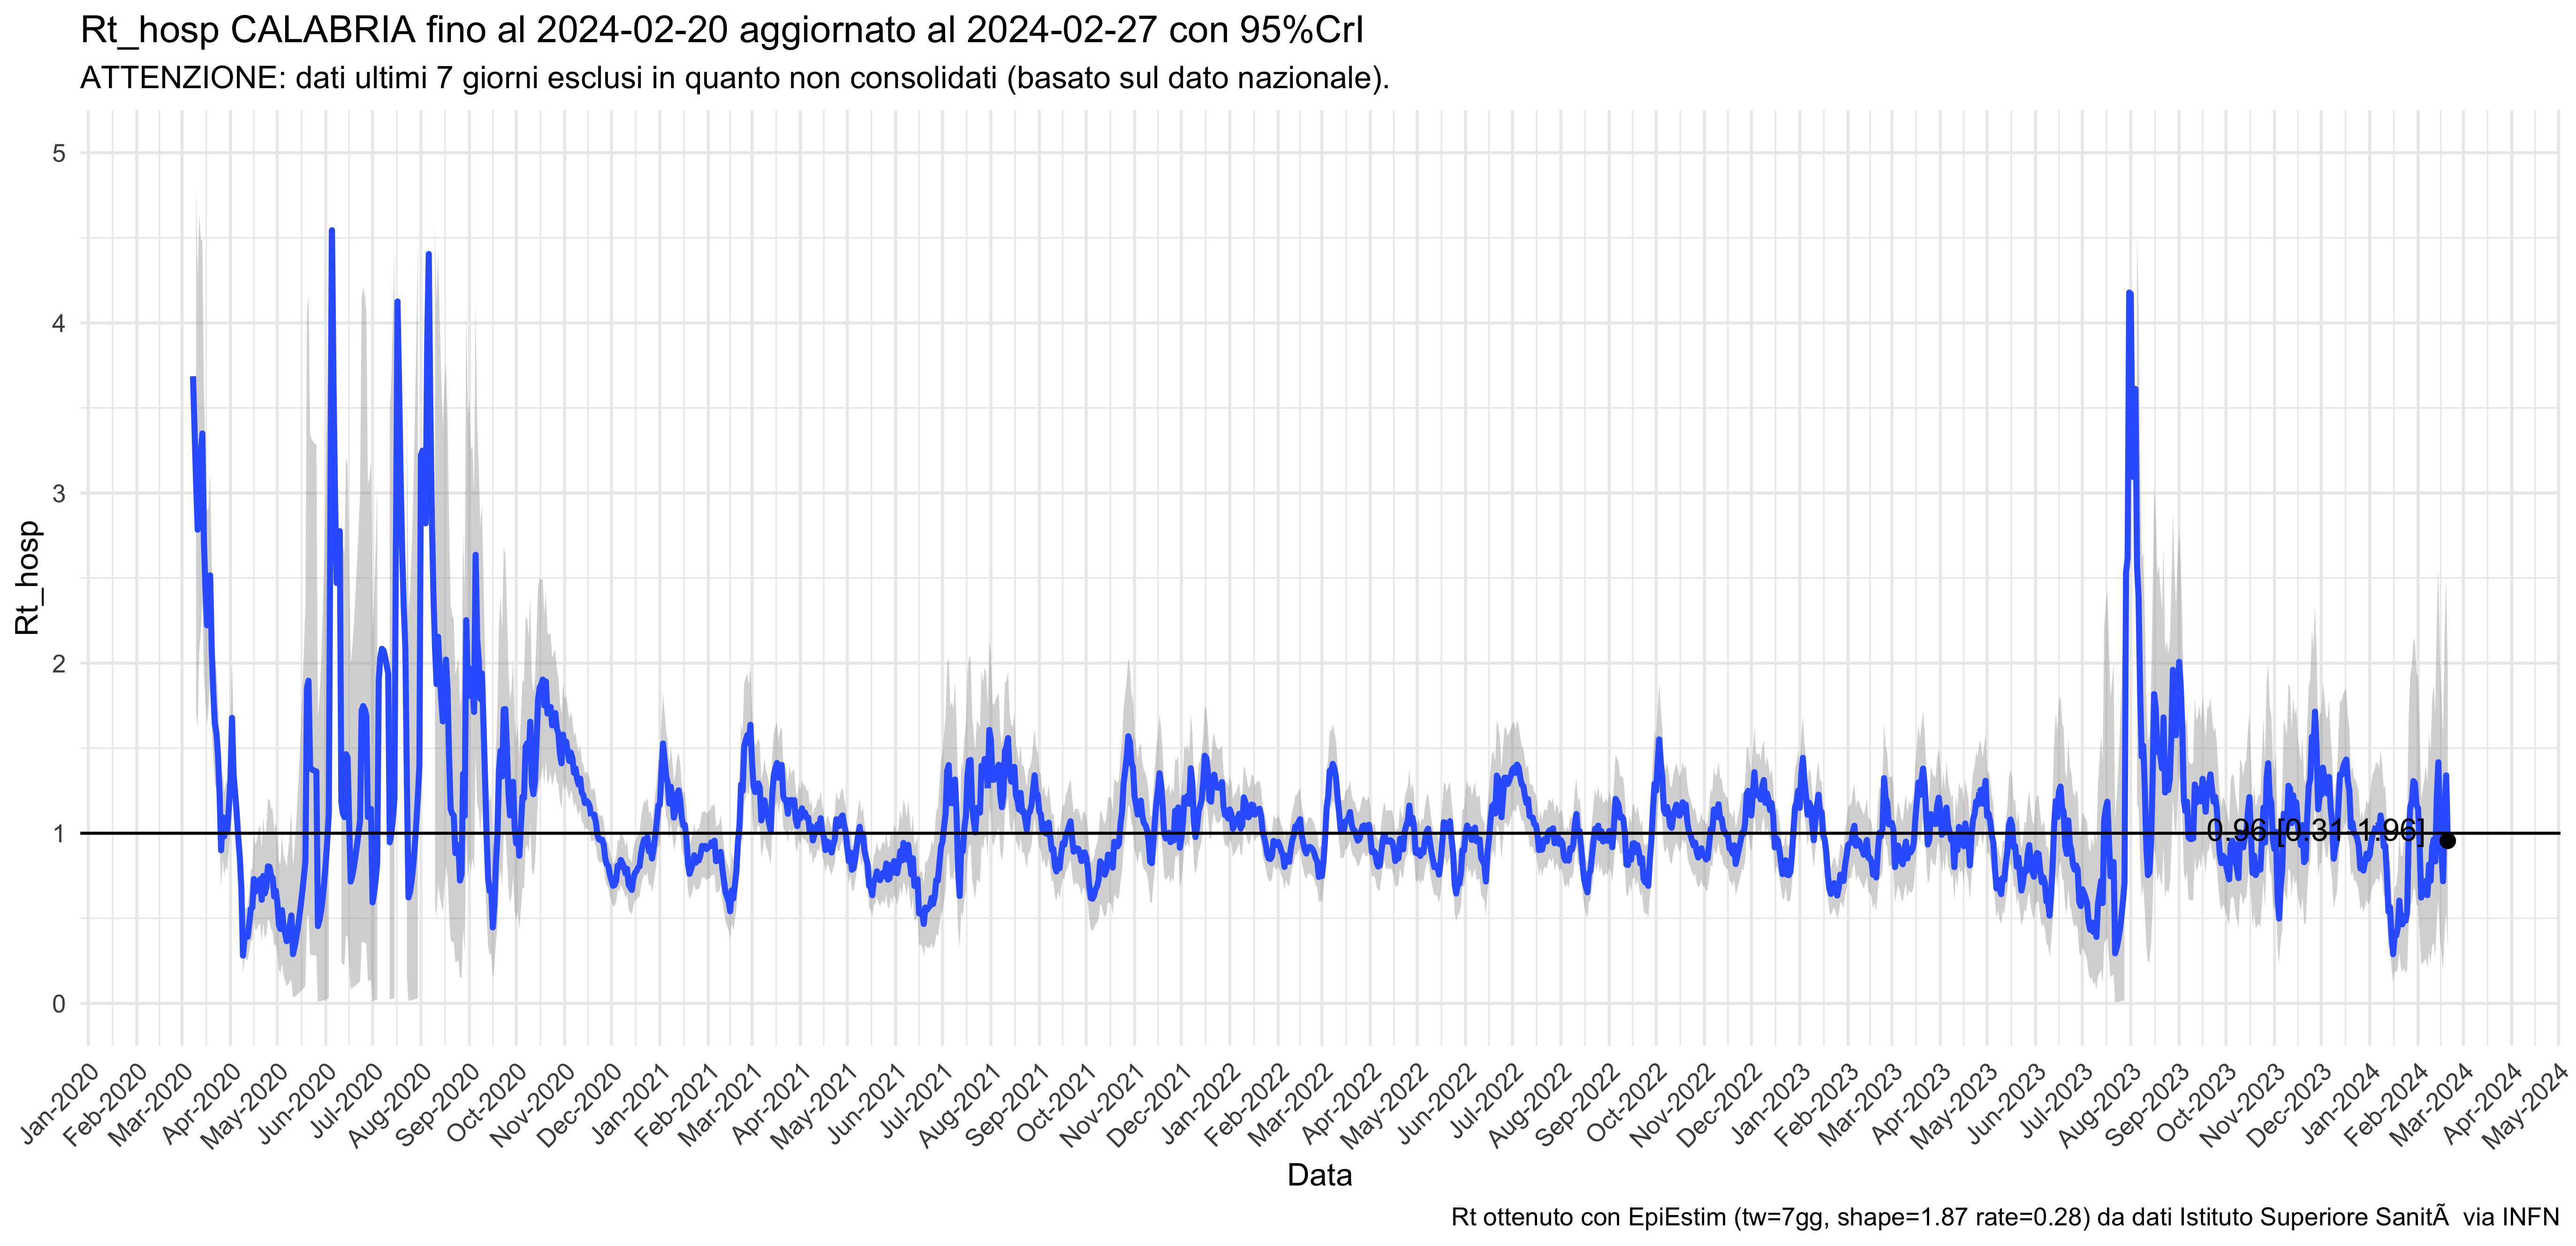 Rt_hosp CALABRIA fino al 2024-02-20 aggiornato al 2024-02-27 con 95%CrI
ATTENZIONE: dati ultimi 7 giorni esclusi in quanto non consolidati (basato sul dato nazionale).
Rt_hosp
5
4
3
2
1
0
0.96 [0.31-1.96]
Jan-2020
Feb-2020
Mar-2020
Apr-2020
May-2020
Jun-2020
Jul-2020
Aug-2020
Sep-2020
Oct-2020
Nov-2020
Dec-2020
Jan-2021
Feb-2021
Mar-2021
Apr-2021
May-2021
Jun-2021
Jul-2021
Aug-2021
Sep-2021
Oct-2021
Nov-2021
Dec-2021
Jan-2022
Feb-2022
Mar-2022
Apr-2022
May-2022
Jun-2022
Jul-2022
Aug-2022
Sep-2022
Oct-2022
Nov-2022
Dec-2022
Jan-2023
Feb-2023
Mar-2023
Apr-2023
May-2023
Jun-2023
Jul-2023
Aug-2023
Sep-2023
Oct-2023
Nov-2023
Dec-2023
Jan-2024
Feb-2024
Mar-2024
Apr-2024
May-2024
Data
Rt ottenuto con EpiEstim (tw=7gg, shape=1.87 rate=0.28) da dati Istituto Superiore SanitÃ  via INFN